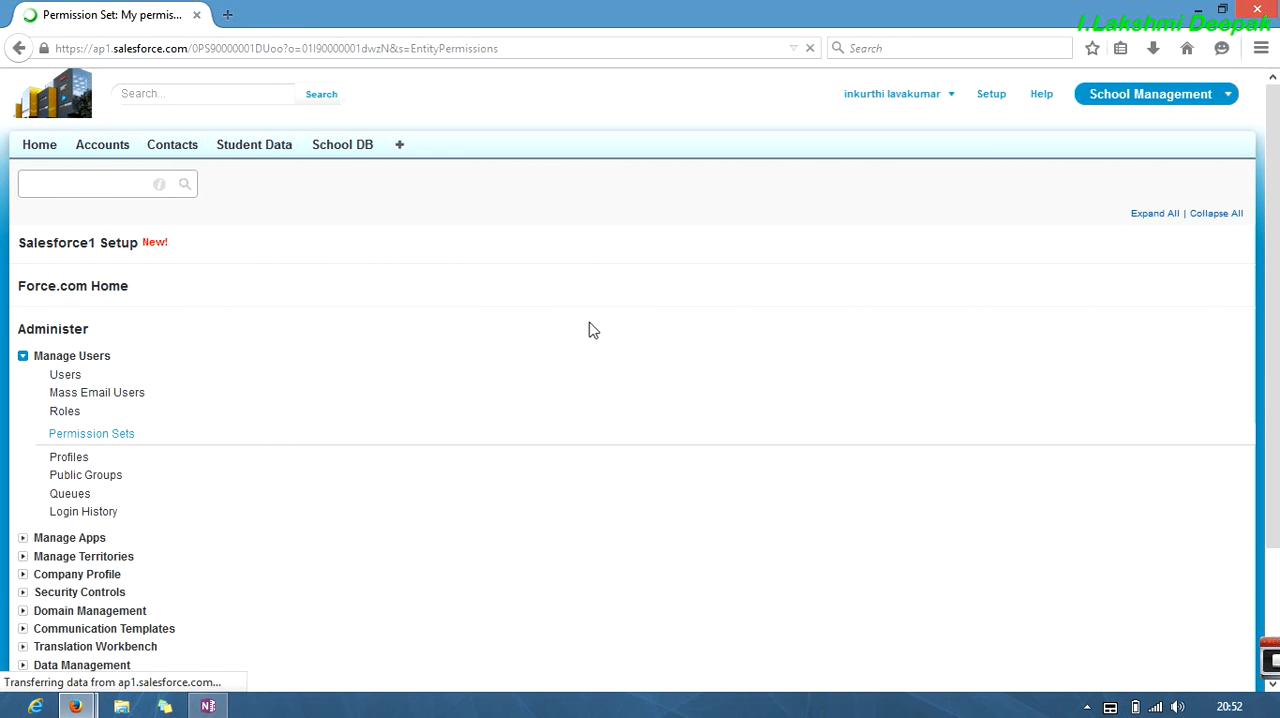 Permission Set: My permis...
I.Lakshmi Deepak
https://ap1.salesforce.com/0PS90000001DUoo?o=01I90000001dwzN&s=EntityPermissions
Search
Search...
Search
inkurthi lavakumar
Setup
Help
School Management
Home
Accounts
Contacts
Student Data
School DB
Expand All | Collapse All
Salesforce1 Setup New!
Force.com Home
Administer
Manage Users
Users
Mass Email Users
Roles
Permission Sets
Profiles
Public Groups
Queues
Login History
Manage Apps
Manage Territories
Company Profile
Security Controls
Domain Management
Communication Templates
Translation Workbench
Data Management
Transferring data from ap1.salesforce.com...
20:52